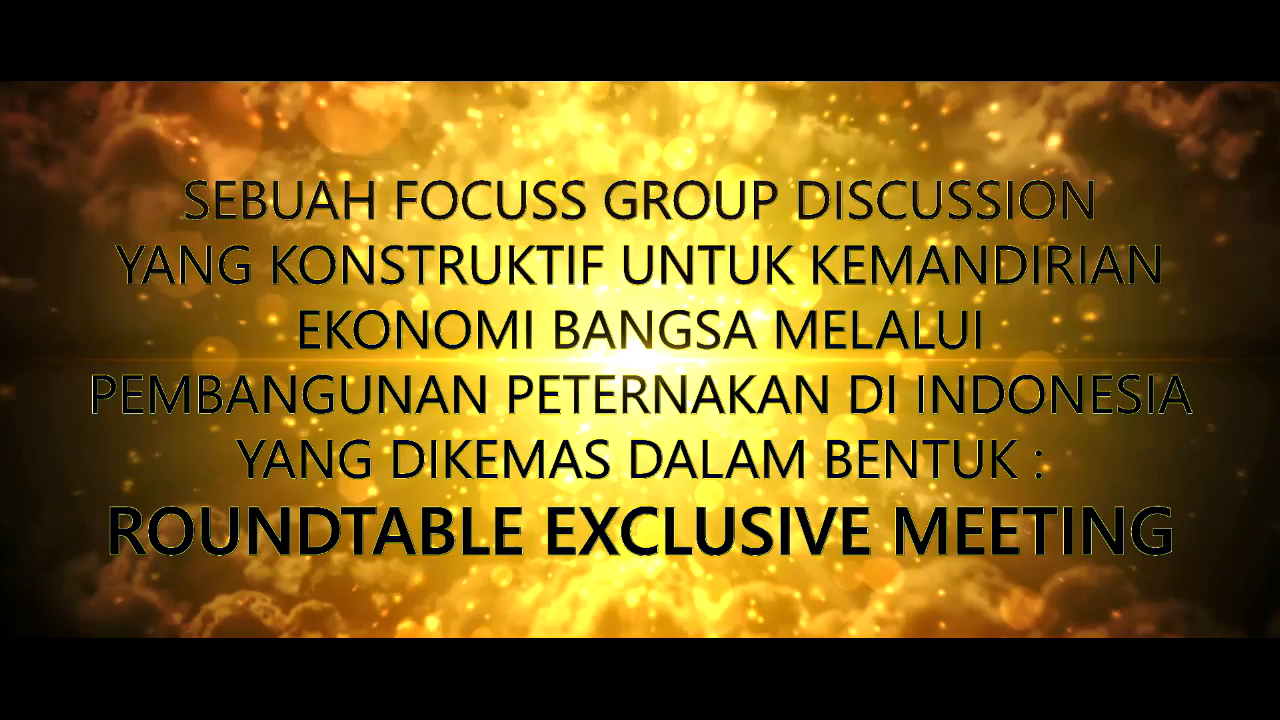 SEBUAH FOCUSS GROUP DISCUSSION
YANG KONSTRUKTIF UNTUK KEMANDIRIAN
EKONOMI BANGSA MELALUI
PEMBANGUNAN PETERNAKAN DI INDONESIA
YANG DIKEMAS DALAM BENTUK :
ROUNDTABLE EXCLUSIVE MEETING